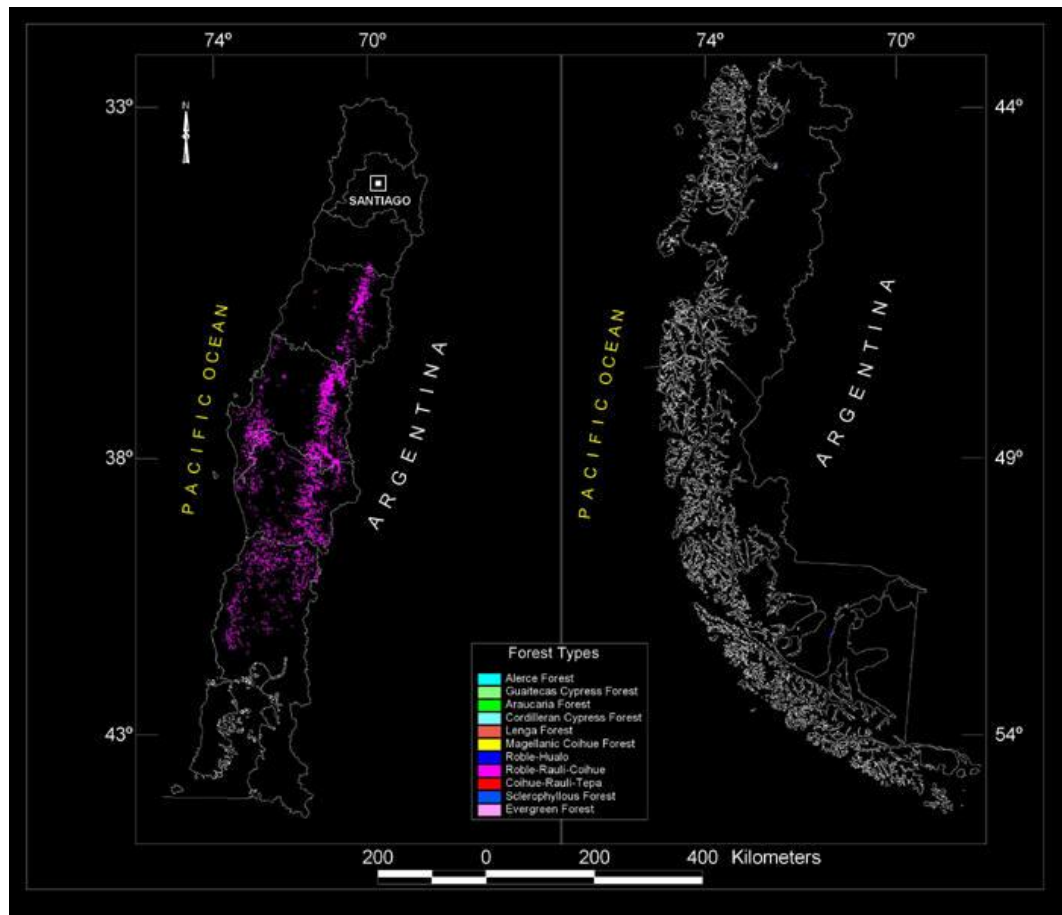 74º 70º
74º 70º
33º
44º
N
SANTIAGO
PACIFIC OCEAN
ARGENTINA
PACIFIC OCEAN
ARGENTINA
38º
49º
43º
54º
Forest Types
Alerce Forest
Guaitecas Cypress Forest
Araucaria Forest
Cordilleran Cypress Forest
Lenga Forest
Magellanic Coihue Forest
Roble-Hualo
Roble-Rauli-Coihue
Coihue-Rauli-Tepa
Sclerophyllous Forest
Evergreen Forest
200 0 200 400 Kilometers